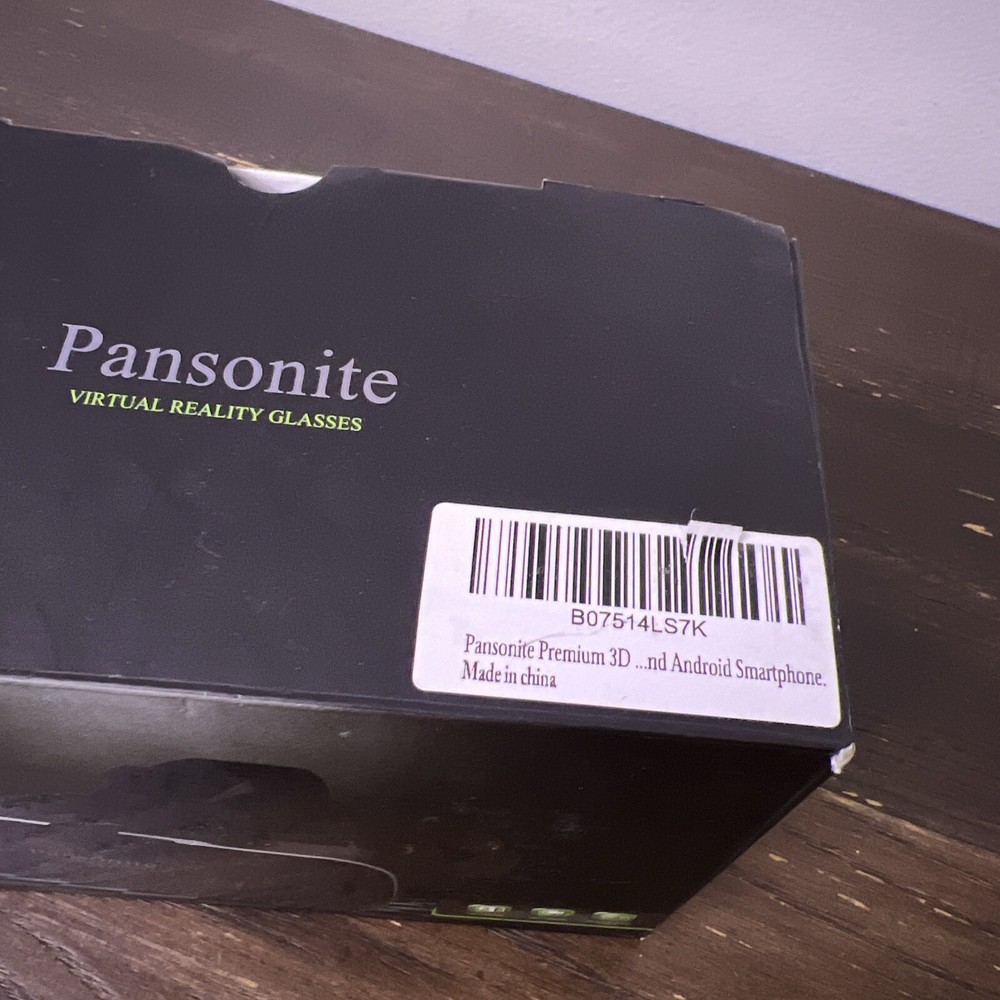 Pansonite
VIRTUAL REALITY GLASSES
B07514LS7K
Pansonite Premium 3D ...nd Android Smartphone.
Made in china